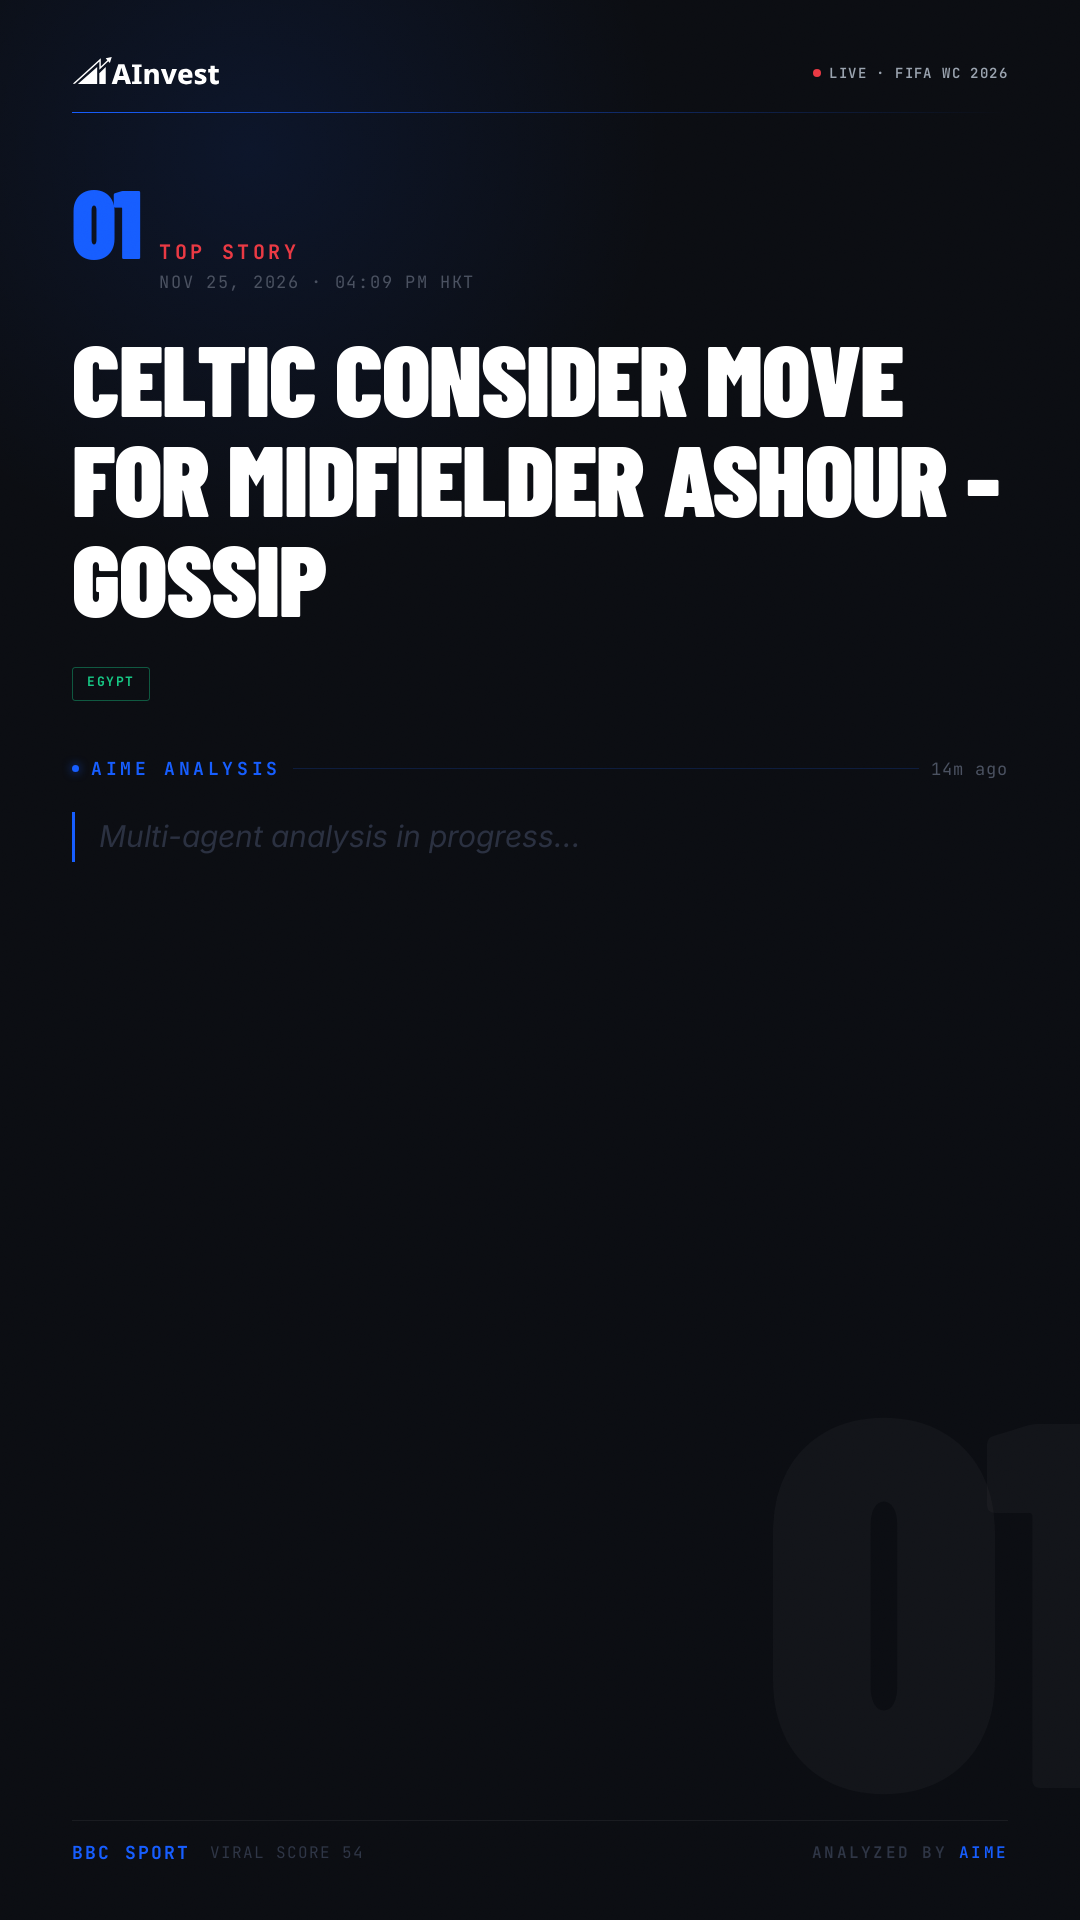 AInvest
LIVE · FIFA WC 2026
01
TOP STORY
NOV 25, 2026 · 04:09 PM HKT
CELTIC CONSIDER MOVE
FOR MIDFIELDER ASHOUR -
GOSSIP
EGYPT
AIME ANALYSIS
14m ago
Multi-agent analysis in progress...
01
BBC SPORT VIRAL SCORE 54
ANALYZED BY AIME